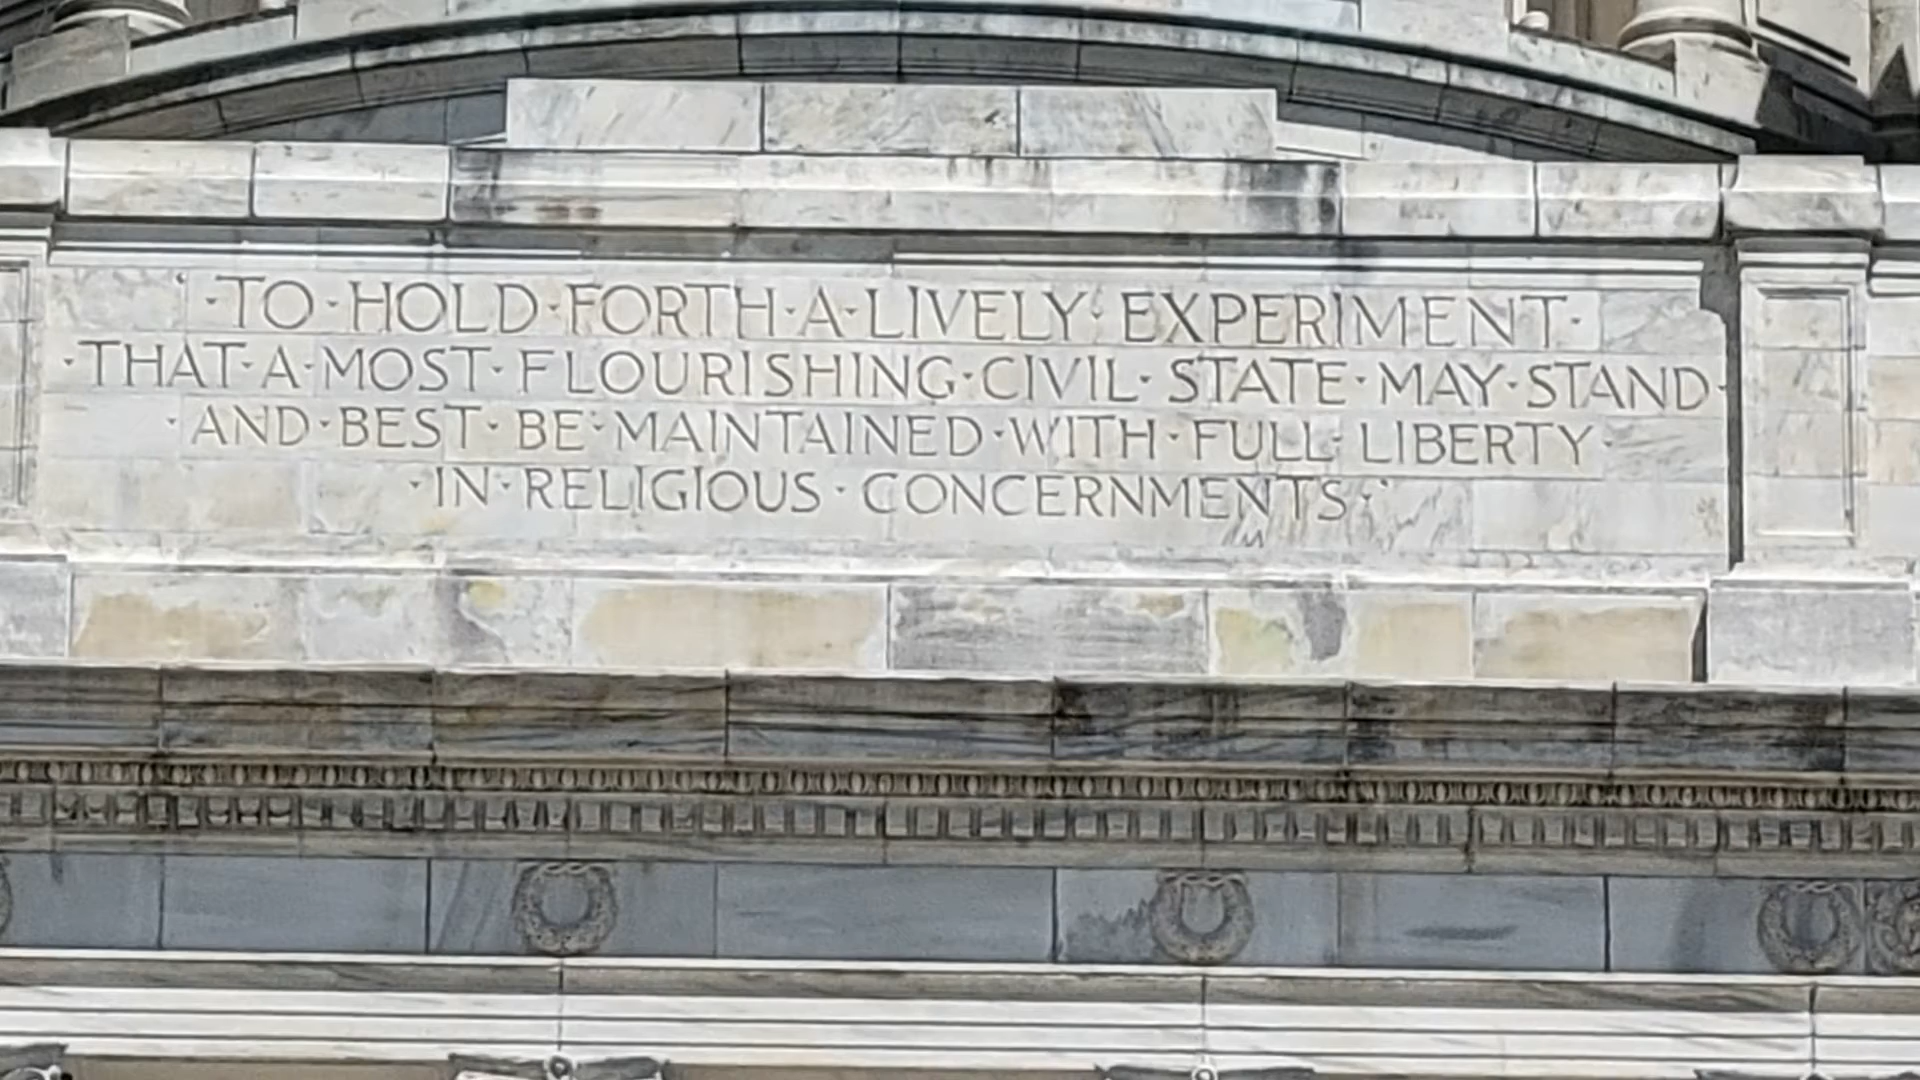 ‘·TO·HOLD·FORTH·A·LIVELY·EXPERIMENT·
·THAT·A·MOST·FLOURISHING·CIVIL·STATE·MAY·STAND·
·AND·BEST·BE·MAINTAINED·WITH·FULL·LIBERTY·
·IN·RELIGIOUS·CONCERNMENTS·’